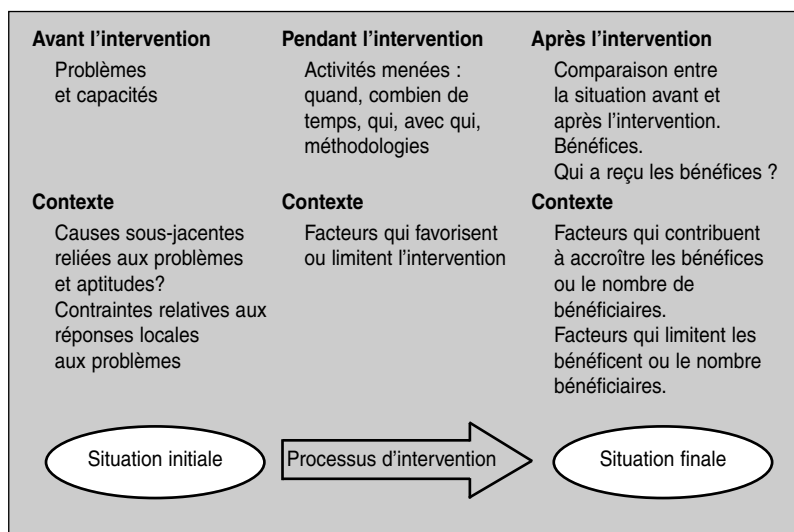 Avant l'intervention
Problèmes
et capacités
Contexte
Causes sous-jacentes
reliées aux problèmes
et aptitudes?
Contraintes relatives aux
réponses locales
aux problèmes
Pendant l'intervention
Activités menées :
quand, combien de
temps, qui, avec qui,
méthodologies
Contexte
Facteurs qui favorisent
ou limitent l'intervention
Après l'intervention
Comparaison entre
la situation avant et
après l'intervention.
Bénéfices.
Qui a reçu les bénéfices ?
Contexte
Facteurs qui contribuent
à accroître les bénéfices
ou le nombre de
bénéficiaires.
Facteurs qui limitent les
bénéficent ou le nombre
bénéficiaires.
Situation initiale
Processus d'intervention
Situation finale